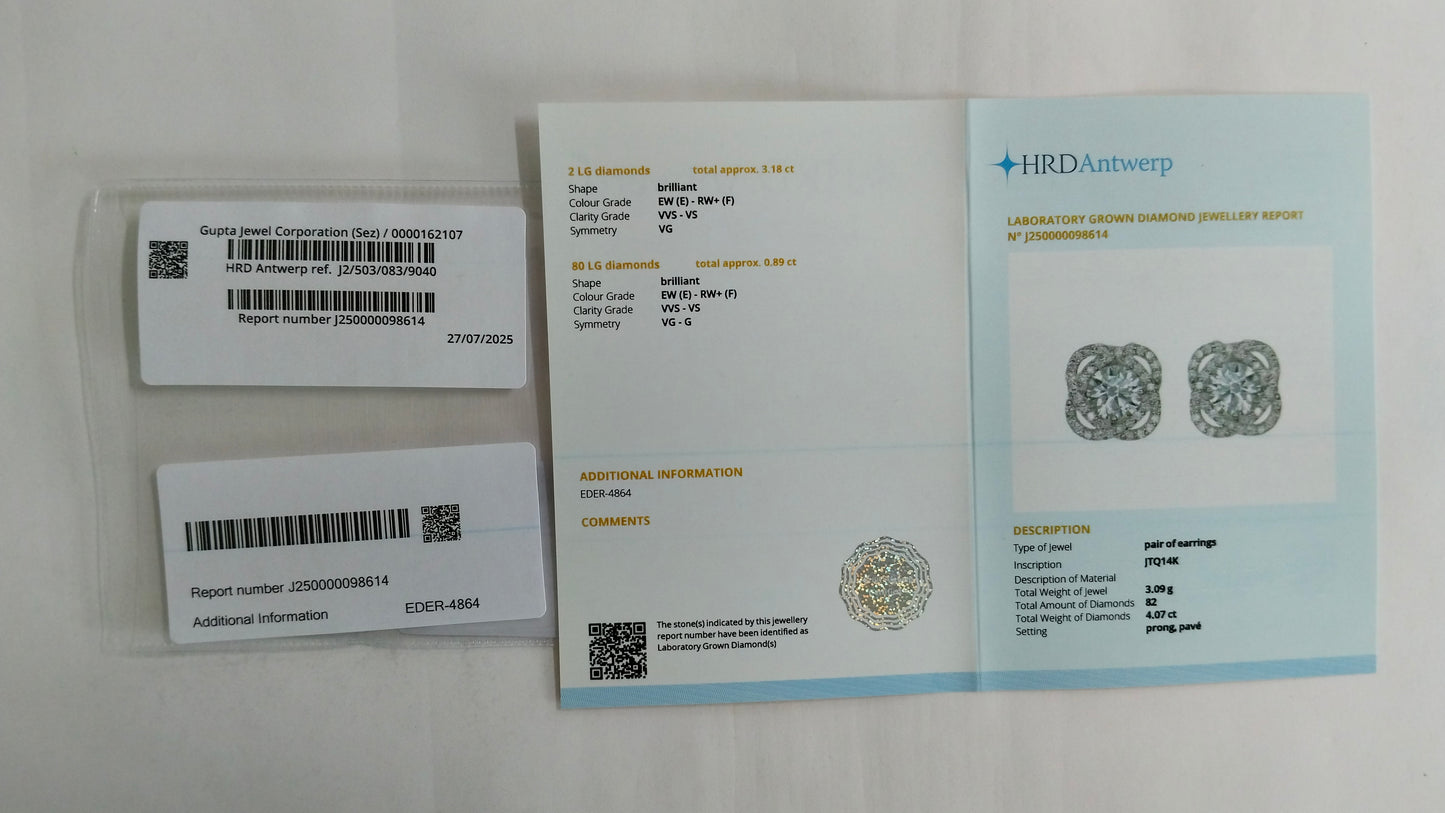 Gupta Jewel Corporation (Sez) / 0000162107
HRD Antwerp ref. J2/503/083/9040
Report number J250000098614
27/07/2025
Report number J250000098614
Additional Information EDER-4864
2 LG diamonds total approx. 3.18 ct
Shape brilliant
Colour Grade EW (E) - RW+ (F)
Clarity Grade VVS - VS
Symmetry VG
80 LG diamonds total approx. 0.89 ct
Shape brilliant
Colour Grade EW (E) - RW+ (F)
Clarity Grade VVS - VS
Symmetry VG - G
ADDITIONAL INFORMATION
EDER-4864
COMMENTS
The stone(s) indicated by this jewellery
report number have been identified as
Laboratory Grown Diamond(s)
HRDAntwerp
LABORATORY GROWN DIAMOND JEWELLERY REPORT
N° J250000098614
DESCRIPTION
Type of Jewel pair of earrings
Inscription JTQ14K
Description of Material
Total Weight of Jewel 3.09 g
Total Amount of Diamonds 82
Total Weight of Diamonds 4.07 ct
Setting prong, pavé